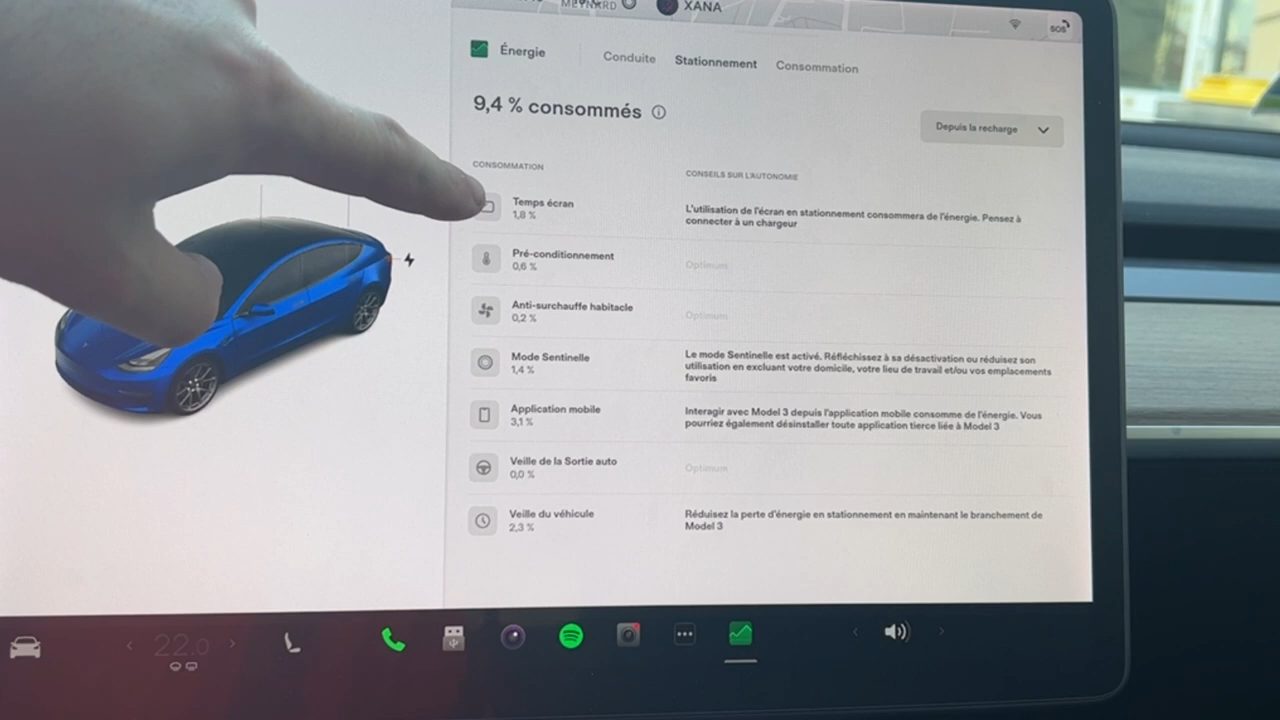 MEYNARD
XANA
SOS
Énergie
Conduite
Stationnement
Consommation
9,4 % consommés
Depuis la recharge
CONSOMMATION
CONSEILS SUR L'AUTONOMIE
Temps écran
1,8 %
L'utilisation de l'écran en stationnement consommera de l'énergie. Pensez à
connecter à un chargeur
Pré-conditionnement
0,6 %
Optimum
Anti-surchauffe habitacle
0,2 %
Optimum
Mode Sentinelle
1,4 %
Le mode Sentinelle est activé. Réfléchissez à sa désactivation ou réduisez son
utilisation en excluant votre domicile, votre lieu de travail et/ou vos emplacements
favoris
Application mobile
3,1 %
Interagir avec Model 3 depuis l'application mobile consomme de l'énergie. Vous
pourriez également désinstaller toute application tierce liée à Model 3
Veille de la Sortie auto
0,0 %
Optimum
Veille du véhicule
2,3 %
Réduisez la perte d'énergie en stationnement en maintenant le branchement de
Model 3
22.0